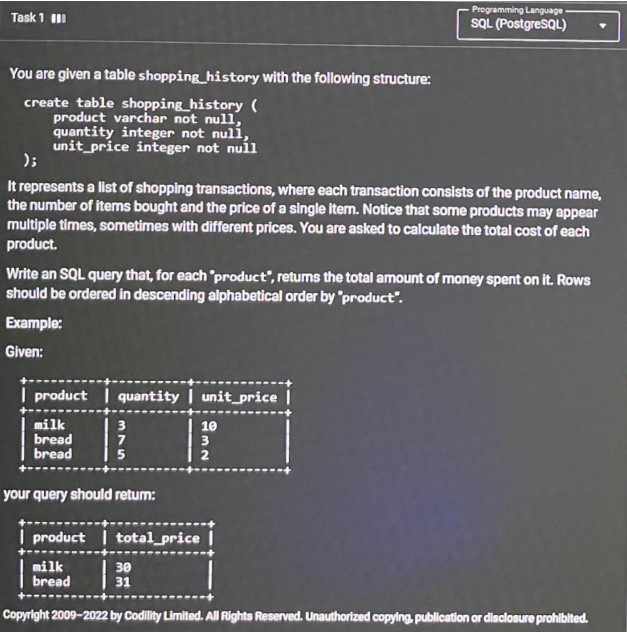 Task 1
Programming Language
SQL (PostgreSQL)
You are given a table shopping_history with the following structure:
create table shopping_history (
product varchar not null,
quantity integer not null,
unit_price integer not null
);
It represents a list of shopping transactions, where each transaction consists of the product name,
the number of items bought and the price of a single item. Notice that some products may appear
multiple times, sometimes with different prices. You are asked to calculate the total cost of each
product.
Write an SQL query that, for each "product", returns the total amount of money spent on it. Rows
should be ordered in descending alphabetical order by "product".
Example:
Given:
+----------+----------+------------+
| product | quantity | unit_price |
+----------+----------+------------+
| milk | 3 | 10 |
| bread | 7 | 3 |
| bread | 5 | 2 |
+----------+----------+------------+
your query should return:
+----------+-------------+
| product | total_price |
+----------+-------------+
| milk | 30 |
| bread | 31 |
+----------+-------------+
Copyright 2009-2022 by Codility Limited. All Rights Reserved. Unauthorized copying, publication or disclosure prohibited.